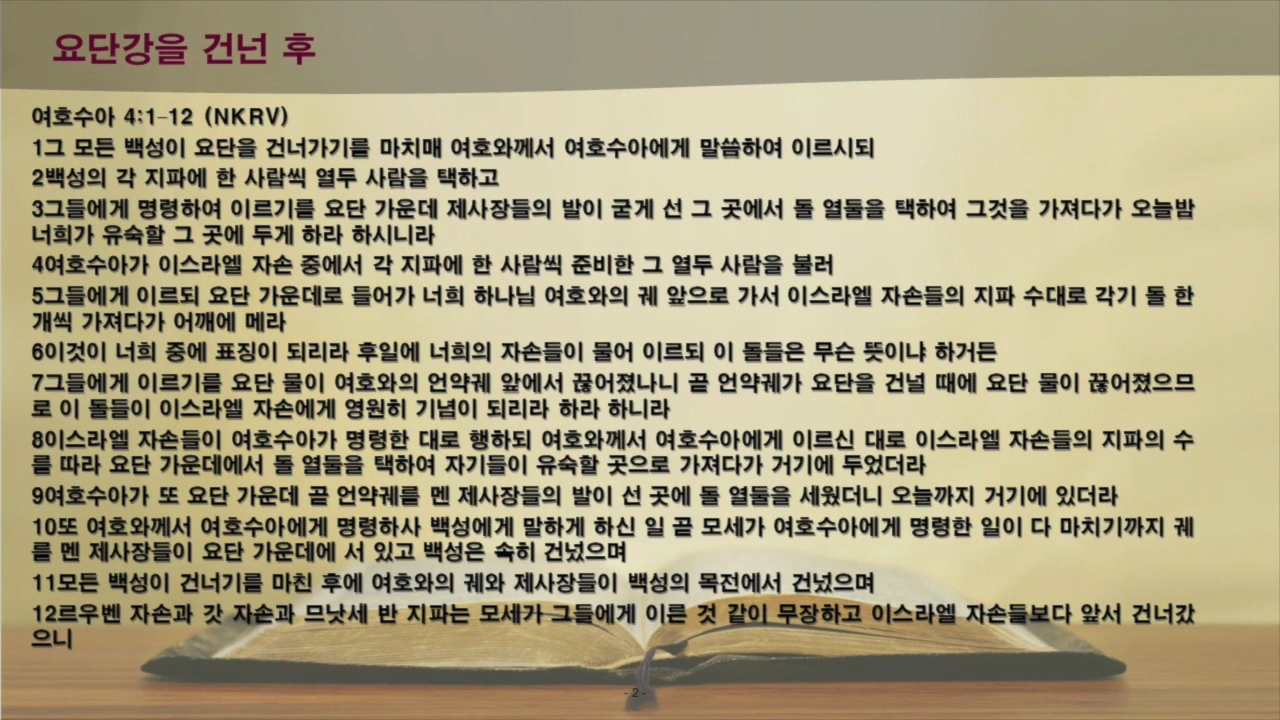 요단강을 건넌 후
여호수아 4:1-12 (NKRV)
1그 모든 백성이 요단을 건너가기를 마치매 여호와께서 여호수아에게 말씀하여 이르시되
2백성의 각 지파에 한 사람씩 열두 사람을 택하고
3그들에게 명령하여 이르기를 요단 가운데 제사장들의 발이 굳게 선 그 곳에서 돌 열둘을 택하여 그것을 가져다가 오늘밤
너희가 유숙할 그 곳에 두게 하라 하시니라
4여호수아가 이스라엘 자손 중에서 각 지파에 한 사람씩 준비한 그 열두 사람을 불러
5그들에게 이르되 요단 가운데로 들어가 너희 하나님 여호와의 궤 앞으로 가서 이스라엘 자손들의 지파 수대로 각기 돌 한
개씩 가져다가 어깨에 메라
6이것이 너희 중에 표징이 되리라 후일에 너희의 자손들이 물어 이르되 이 돌들은 무슨 뜻이냐 하거든
7그들에게 이르기를 요단 물이 여호와의 언약궤 앞에서 끊어졌나니 곧 언약궤가 요단을 건널 때에 요단 물이 끊어졌으므
로 이 돌들이 이스라엘 자손에게 영원히 기념이 되리라 하라 하니라
8이스라엘 자손들이 여호수아가 명령한 대로 행하되 여호와께서 여호수아에게 이르신 대로 이스라엘 자손들의 지파의 수
를 따라 요단 가운데에서 돌 열둘을 택하여 자기들이 유숙할 곳으로 가져다가 거기에 두었더라
9여호수아가 또 요단 가운데 곧 언약궤를 멘 제사장들의 발이 선 곳에 돌 열둘을 세웠더니 오늘까지 거기에 있더라
10또 여호와께서 여호수아에게 명령하사 백성에게 말하게 하신 일 곧 모세가 여호수아에게 명령한 일이 다 마치기까지 궤
를 멘 제사장들이 요단 가운데에 서 있고 백성은 속히 건넜으며
11모든 백성이 건너기를 마친 후에 여호와의 궤와 제사장들이 백성의 목전에서 건넜으며
12르우벤 자손과 갓 자손과 므낫세 반 지파는 모세가 그들에게 이른 것 같이 무장하고 이스라엘 자손들보다 앞서 건너갔
으니
- 2 -